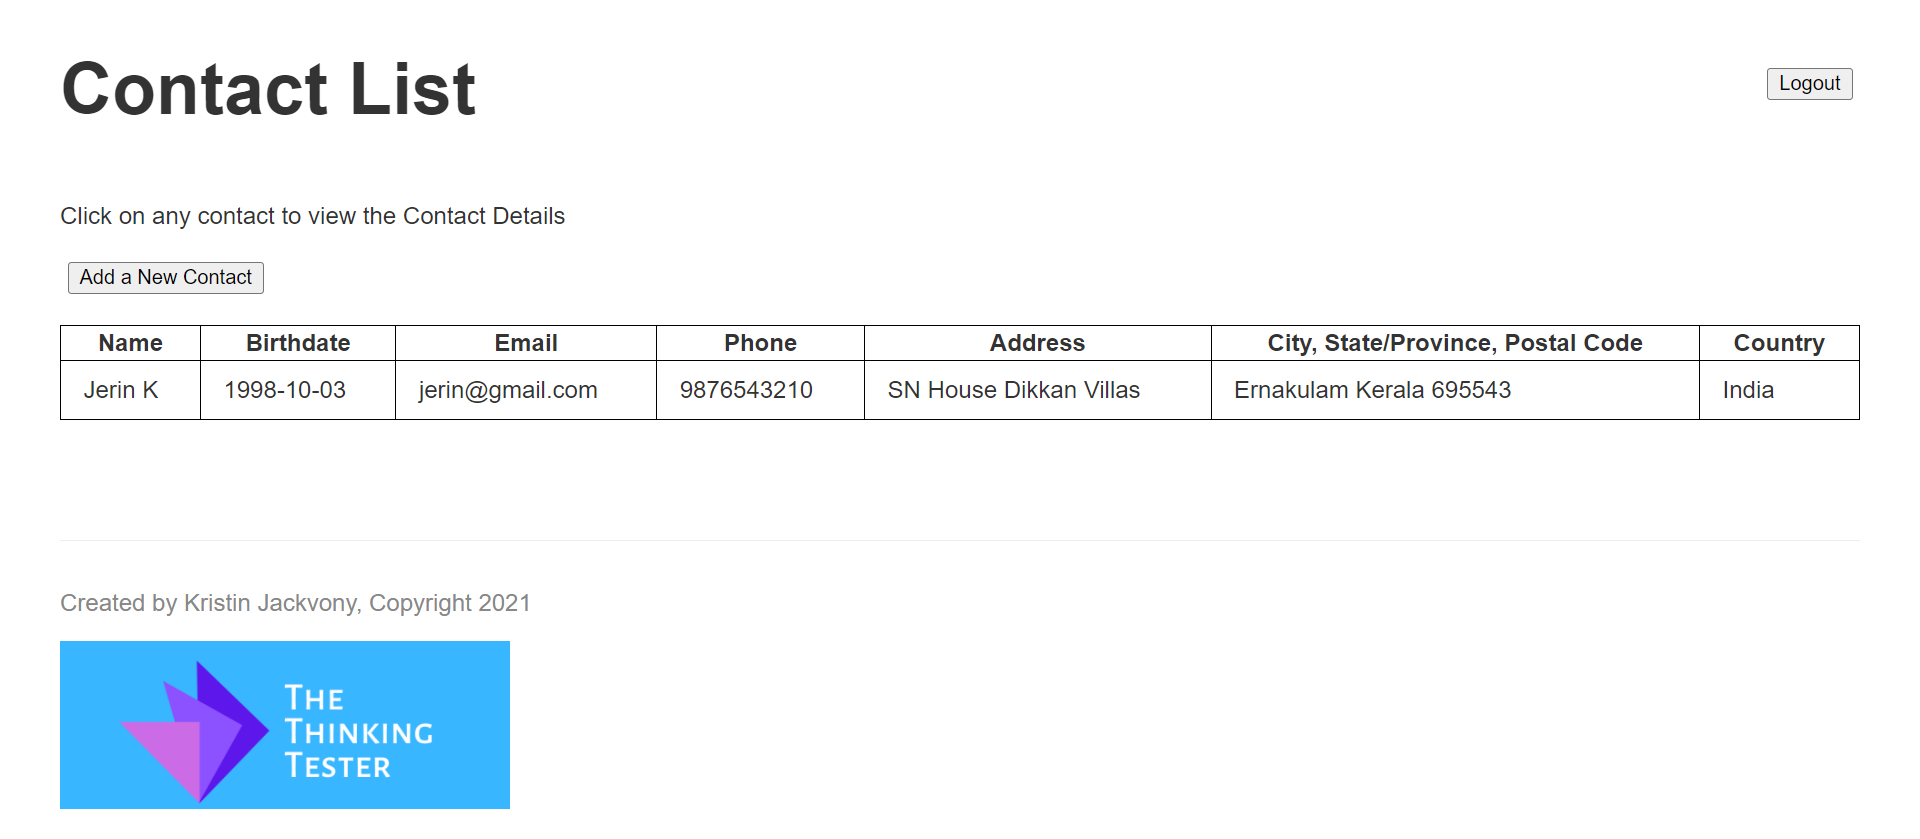 Contact List
Logout
Click on any contact to view the Contact Details
Add a New Contact
Name Birthdate Email Phone Address City, State/Province, Postal Code Country
Jerin K 1998-10-03 jerin@gmail.com 9876543210 SN House Dikkan Villas Ernakulam Kerala 695543 India
Created by Kristin Jackvony, Copyright 2021
THE
THINKING
TESTER